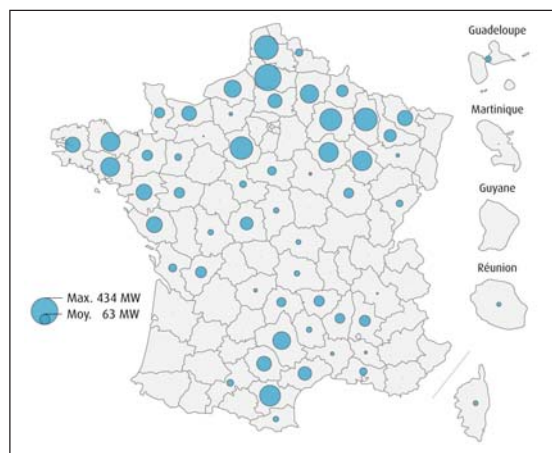 Guadeloupe
Martinique
Guyane
Réunion
Max. 434 MW
Moy. 63 MW